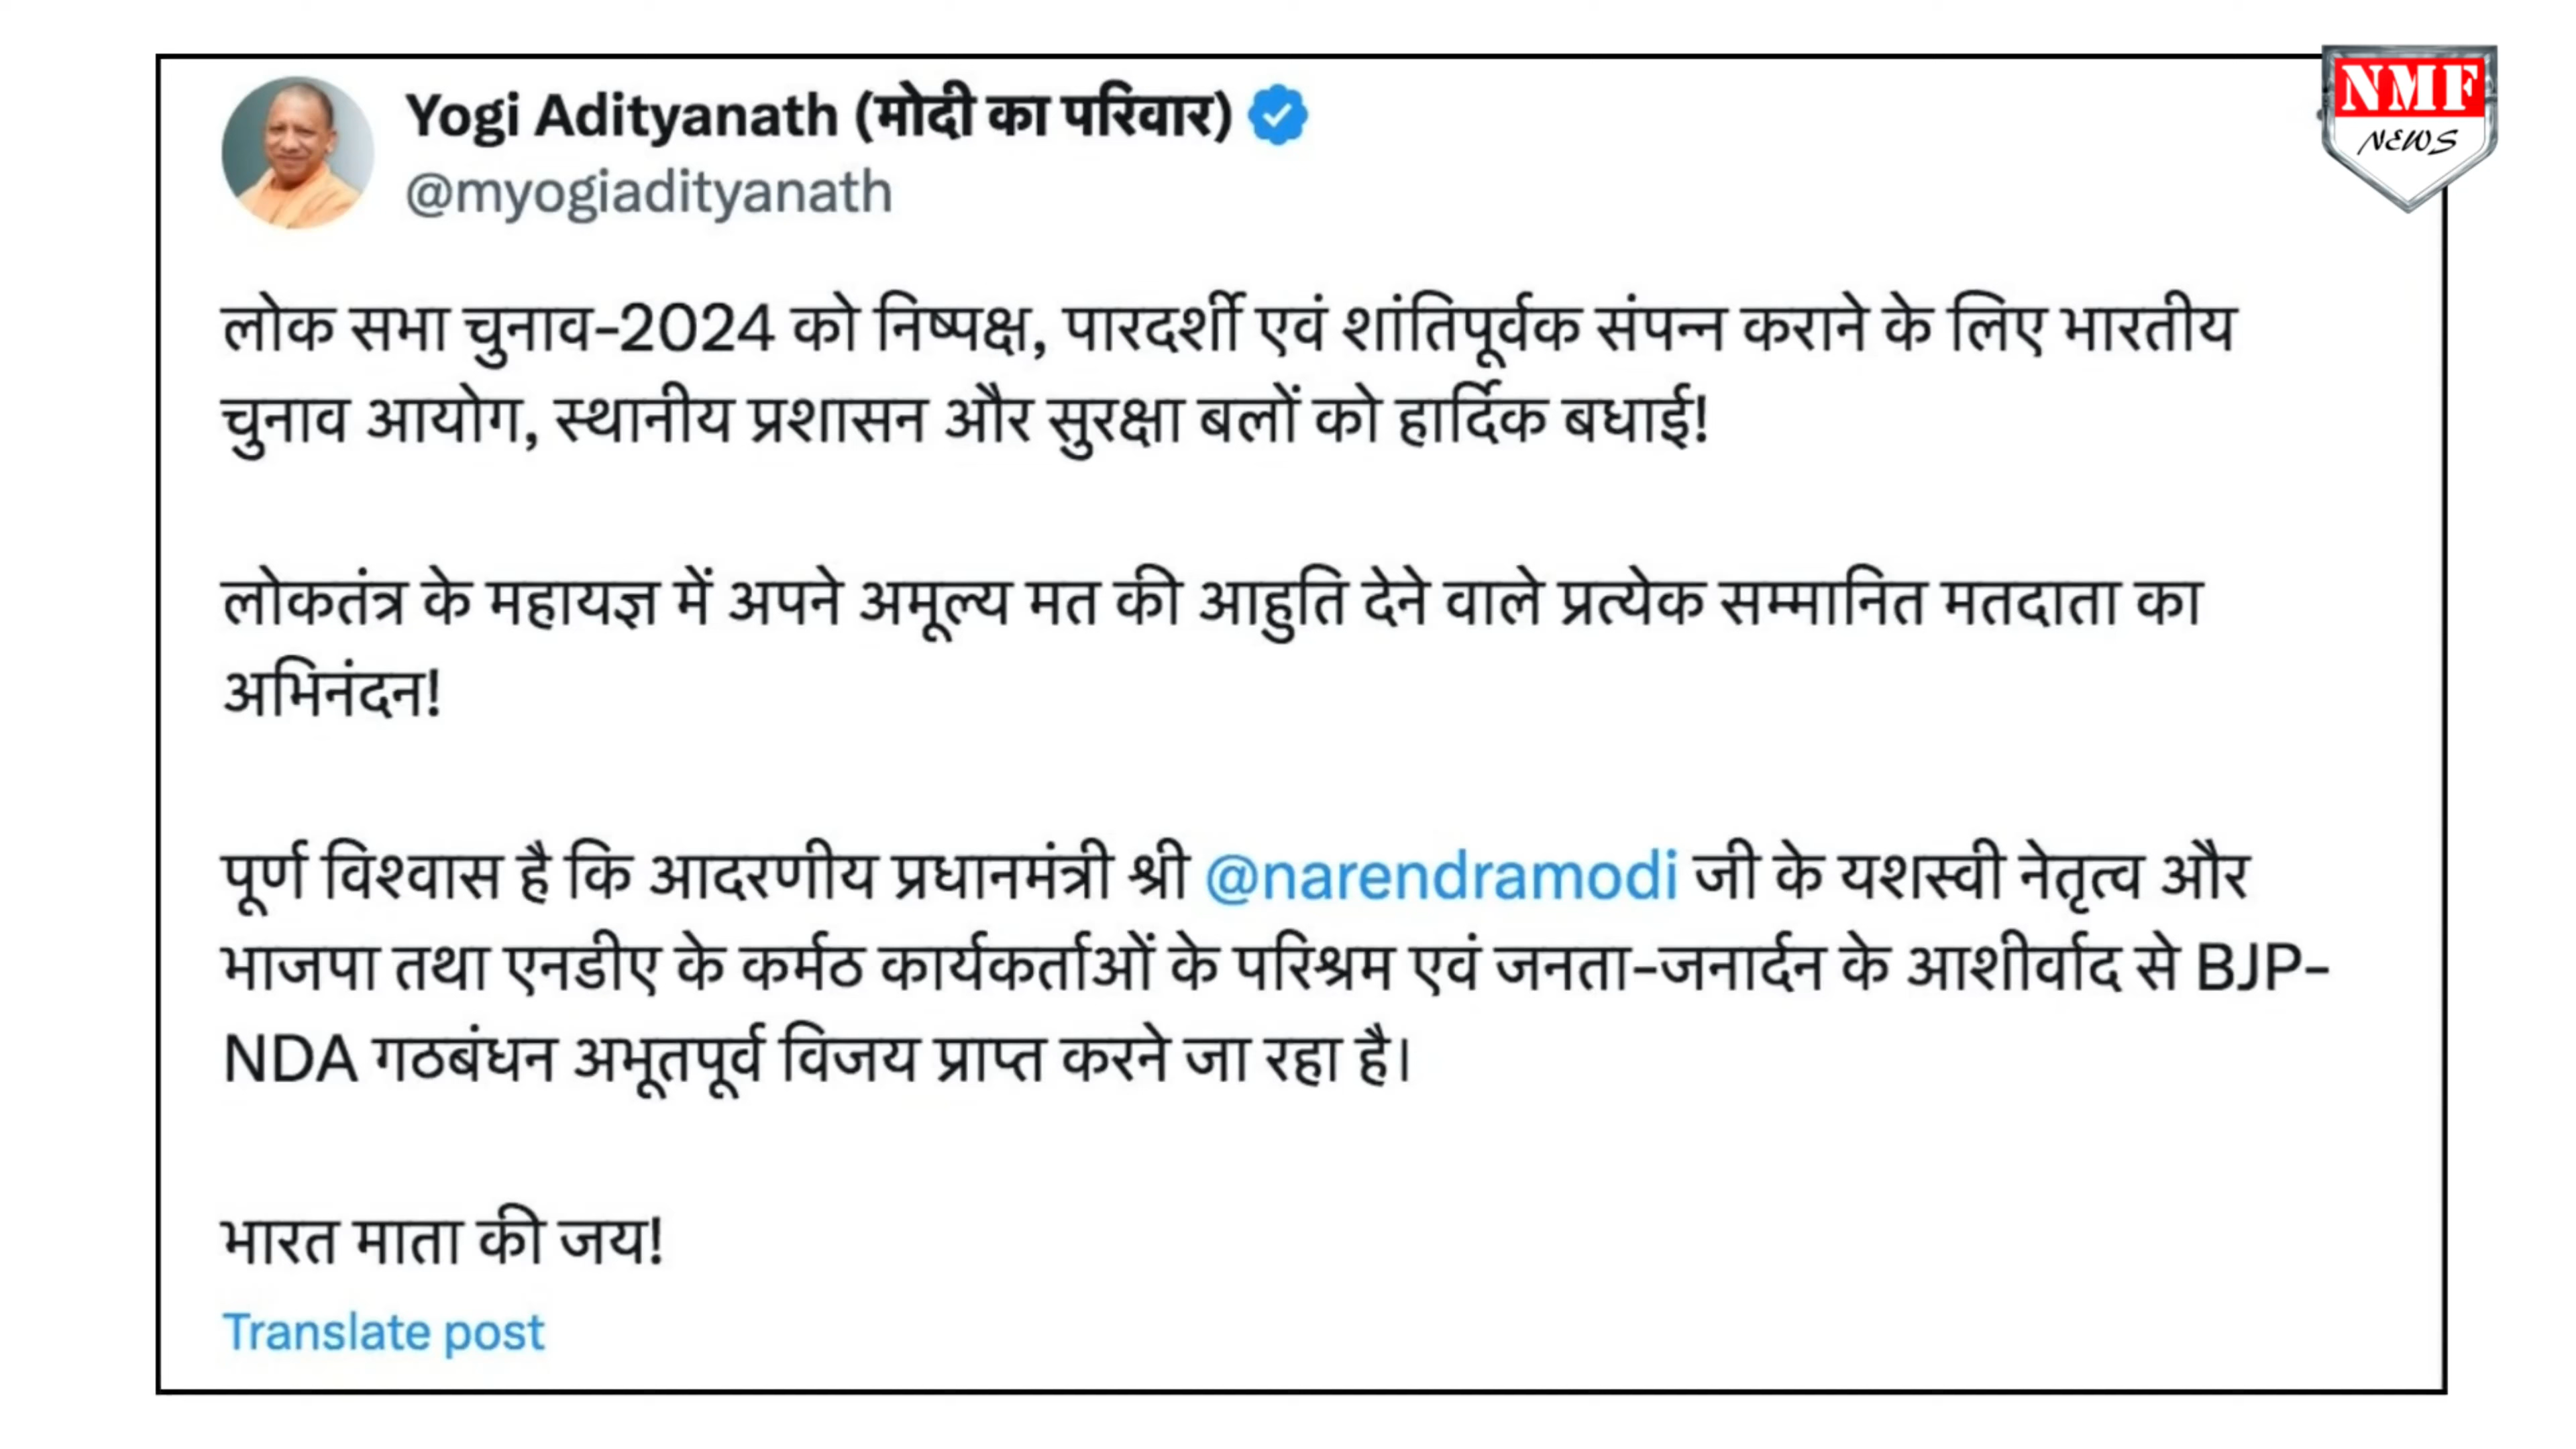 Yogi Adityanath (मोदी का परिवार)
@myogiadityanath
NMF
NEWS
लोक सभा चुनाव-2024 को निष्पक्ष, पारदर्शी एवं शांतिपूर्वक संपन्न कराने के लिए भारतीय
चुनाव आयोग, स्थानीय प्रशासन और सुरक्षा बलों को हार्दिक बधाई!
लोकतंत्र के महायज्ञ में अपने अमूल्य मत की आहुति देने वाले प्रत्येक सम्मानित मतदाता का
अभिनंदन!
पूर्ण विश्वास है कि आदरणीय प्रधानमंत्री श्री @narendramodi जी के यशस्वी नेतृत्व और
भाजपा तथा एनडीए के कर्मठ कार्यकर्ताओं के परिश्रम एवं जनता-जनार्दन के आशीर्वाद से BJP-
NDA गठबंधन अभूतपूर्व विजय प्राप्त करने जा रहा है।
भारत माता की जय!
Translate post